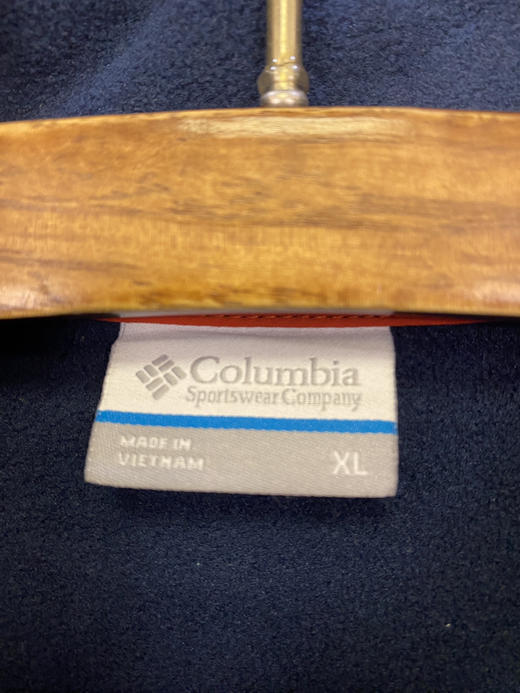 Columbia
Sportswear Company
MADE IN
VIETNAM
XL